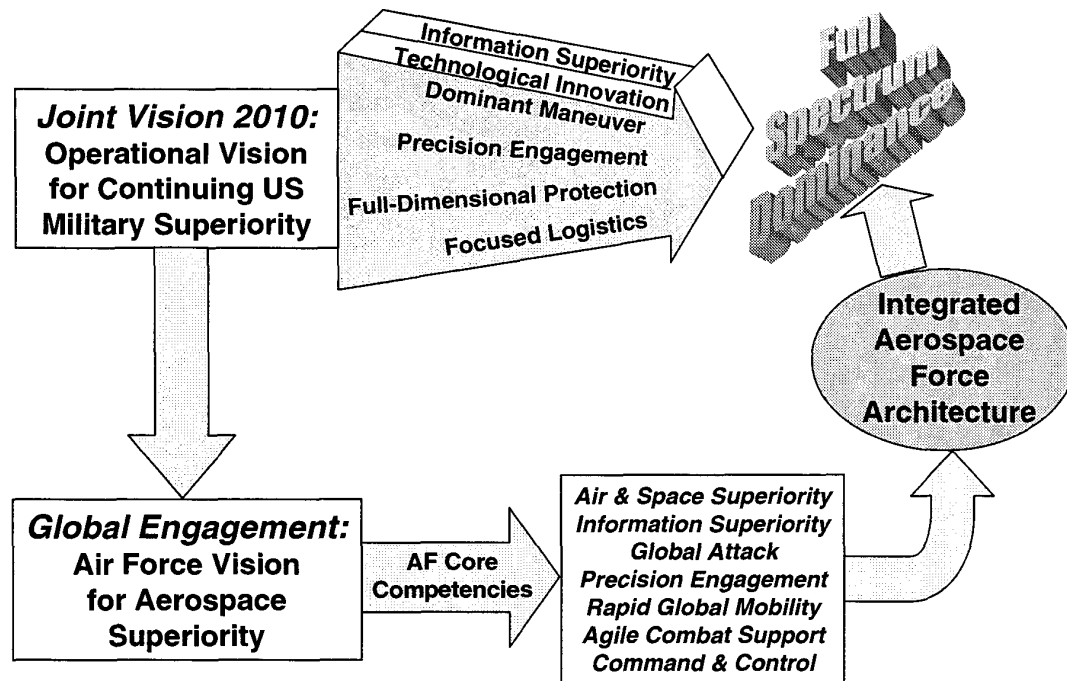 Joint Vision 2010:
Operational Vision
for Continuing US
Military Superiority
Information Superiority
Technological Innovation
Dominant Maneuver
Precision Engagement
Full-Dimensional Protection
Focused Logistics
Full
Spectrum
Dominance
Integrated
Aerospace
Force
Architecture
Global Engagement:
Air Force Vision
for Aerospace
Superiority
AF Core
Competencies
Air & Space Superiority
Information Superiority
Global Attack
Precision Engagement
Rapid Global Mobility
Agile Combat Support
Command & Control